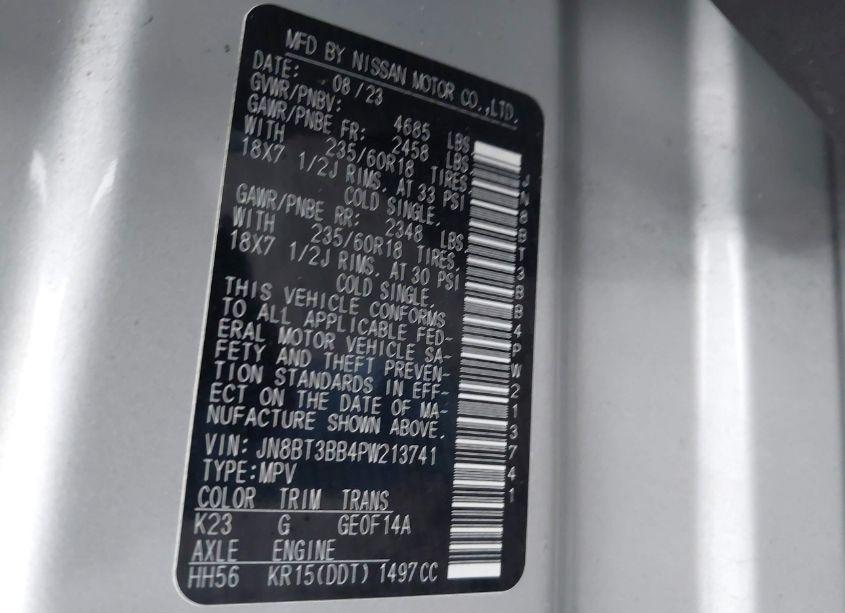 MFD BY NISSAN MOTOR CO.,LTD.
DATE: 08/23
GVWR/PNBV: 4685 LBS
GAWR/PNBE FR: 2458 LBS
WITH 235/60R18 TIRES,
18X7 1/2J RIMS. AT 33 PSI
COLD SINGLE.
GAWR/PNBE RR: 2348 LBS
WITH 235/60R18 TIRES.
18X7 1/2J RIMS. AT 30 PSI
COLD SINGLE.
THIS VEHICLE CONFORMS
TO ALL APPLICABLE FED-
ERAL MOTOR VEHICLE SA-
FETY AND THEFT PREVEN-
TION STANDARDS IN EFF-
ECT ON THE DATE OF MA-
NUFACTURE SHOWN ABOVE.
VIN: JN8BT3BB4PW213741
TYPE:MPV
COLOR TRIM TRANS
K23 G GE0F14A
AXLE ENGINE
HH56 KR15(DDT) 1497CC
JN8BT3BB4PW213741